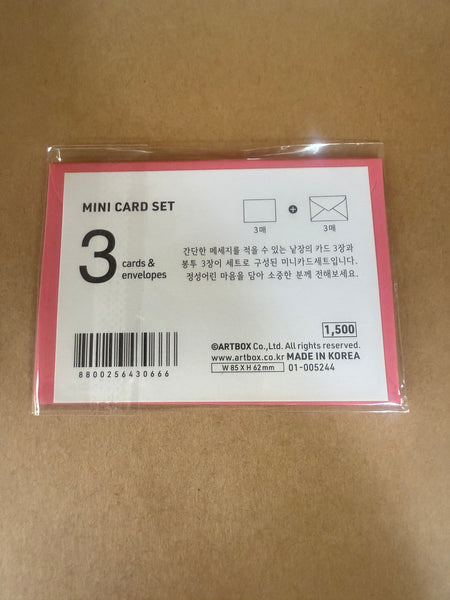 MINI CARD SET
3매
3매
3 cards &
envelopes
간단한 메세지를 적을 수 있는 낱장의 카드 3장과
봉투 3장이 세트로 구성된 미니카드세트입니다.
정성어린 마음을 담아 소중한 분께 전해보세요.
1,500
©ARTBOX Co.,Ltd. All rights reserved.
www.artbox.co.kr MADE IN KOREA
W 85 X H 62 mm 01-005244
8800256430666